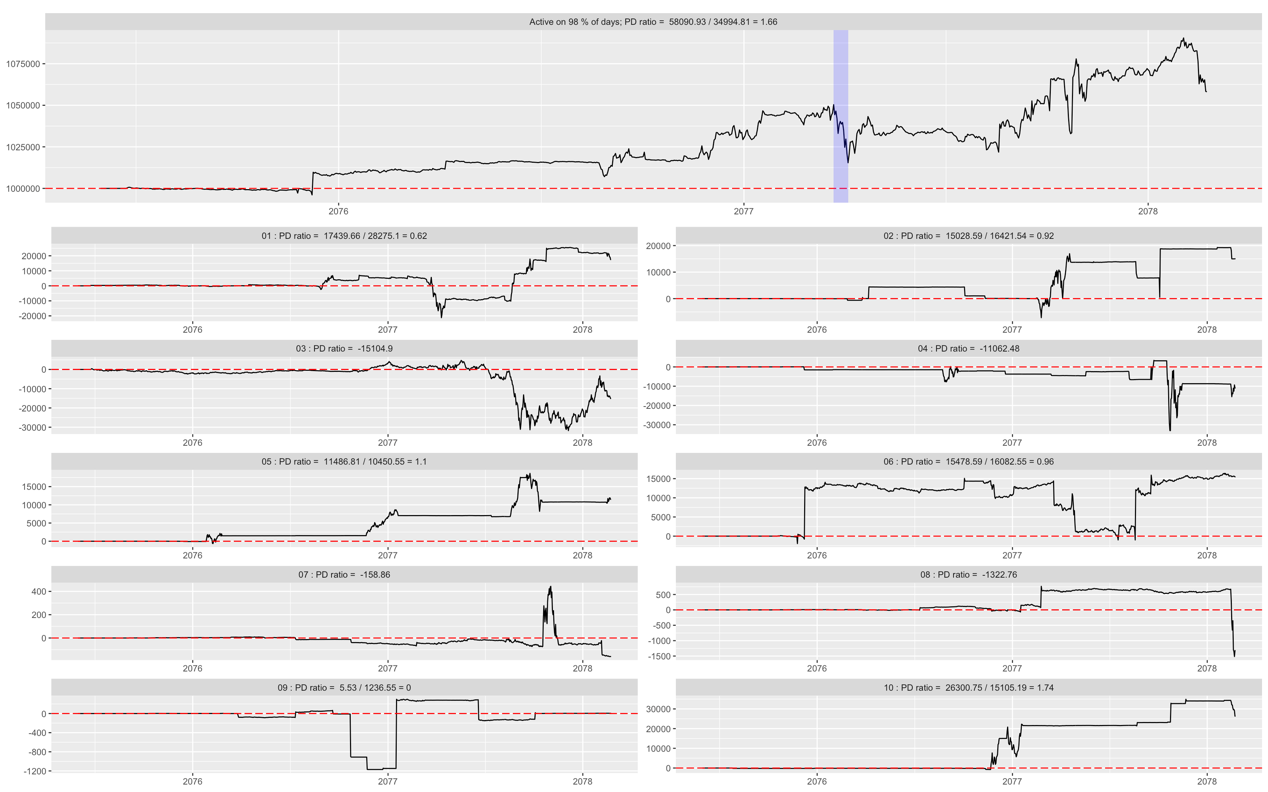 Active on 98 % of days; PD ratio = 58090.93 / 34994.81 = 1.66
1075000
1050000
1025000
1000000
2076 2077 2078
01 : PD ratio = 17439.66 / 28275.1 = 0.62
20000
10000
0
-10000
-20000
2076 2077 2078
02 : PD ratio = 15028.59 / 16421.54 = 0.92
20000
10000
0
2076 2077 2078
03 : PD ratio = -15104.9
0
-10000
-20000
-30000
2076 2077 2078
04 : PD ratio = -11062.48
0
-10000
-20000
-30000
2076 2077 2078
05 : PD ratio = 11486.81 / 10450.55 = 1.1
15000
10000
5000
0
2076 2077 2078
06 : PD ratio = 15478.59 / 16082.55 = 0.96
15000
10000
5000
0
2076 2077 2078
07 : PD ratio = -158.86
400
200
0
2076 2077 2078
08 : PD ratio = -1322.76
500
0
-500
-1000
-1500
2076 2077 2078
09 : PD ratio = 5.53 / 1236.55 = 0
0
-400
-800
-1200
2076 2077 2078
10 : PD ratio = 26300.75 / 15105.19 = 1.74
30000
20000
10000
0
2076 2077 2078